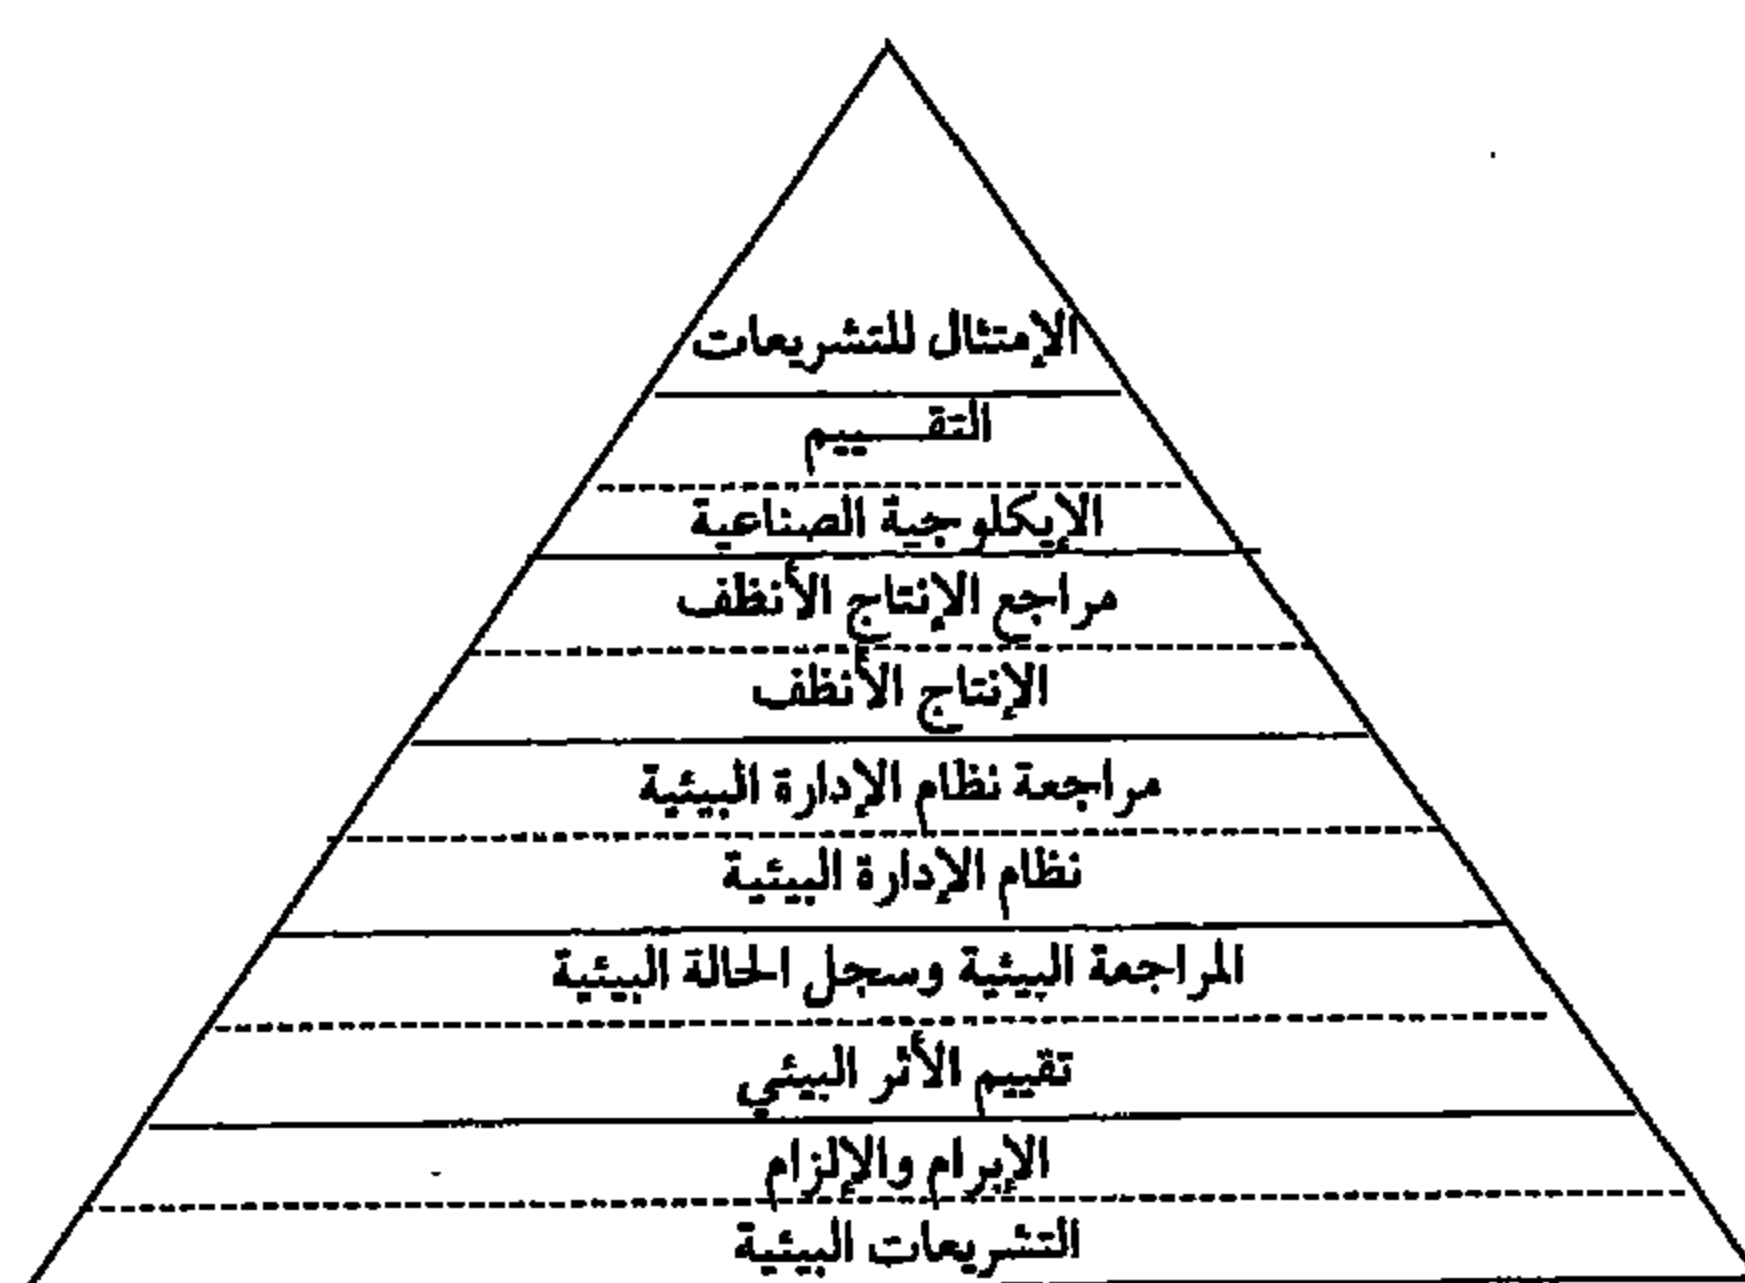 الإمتثال للتشريعات
التقـــييم
الإيكلوجية الصناعية
مراجع الإنتاج الأنظف
الإنتاج الأنظف
مراجعة نظام الإدارة البيئية
نظام الإدارة البيئية
المراجعة البيئية وسجل الحالة البيئية
تقييم الأثر البيئي
الإبرام والإلزام
التشريعات البيئية